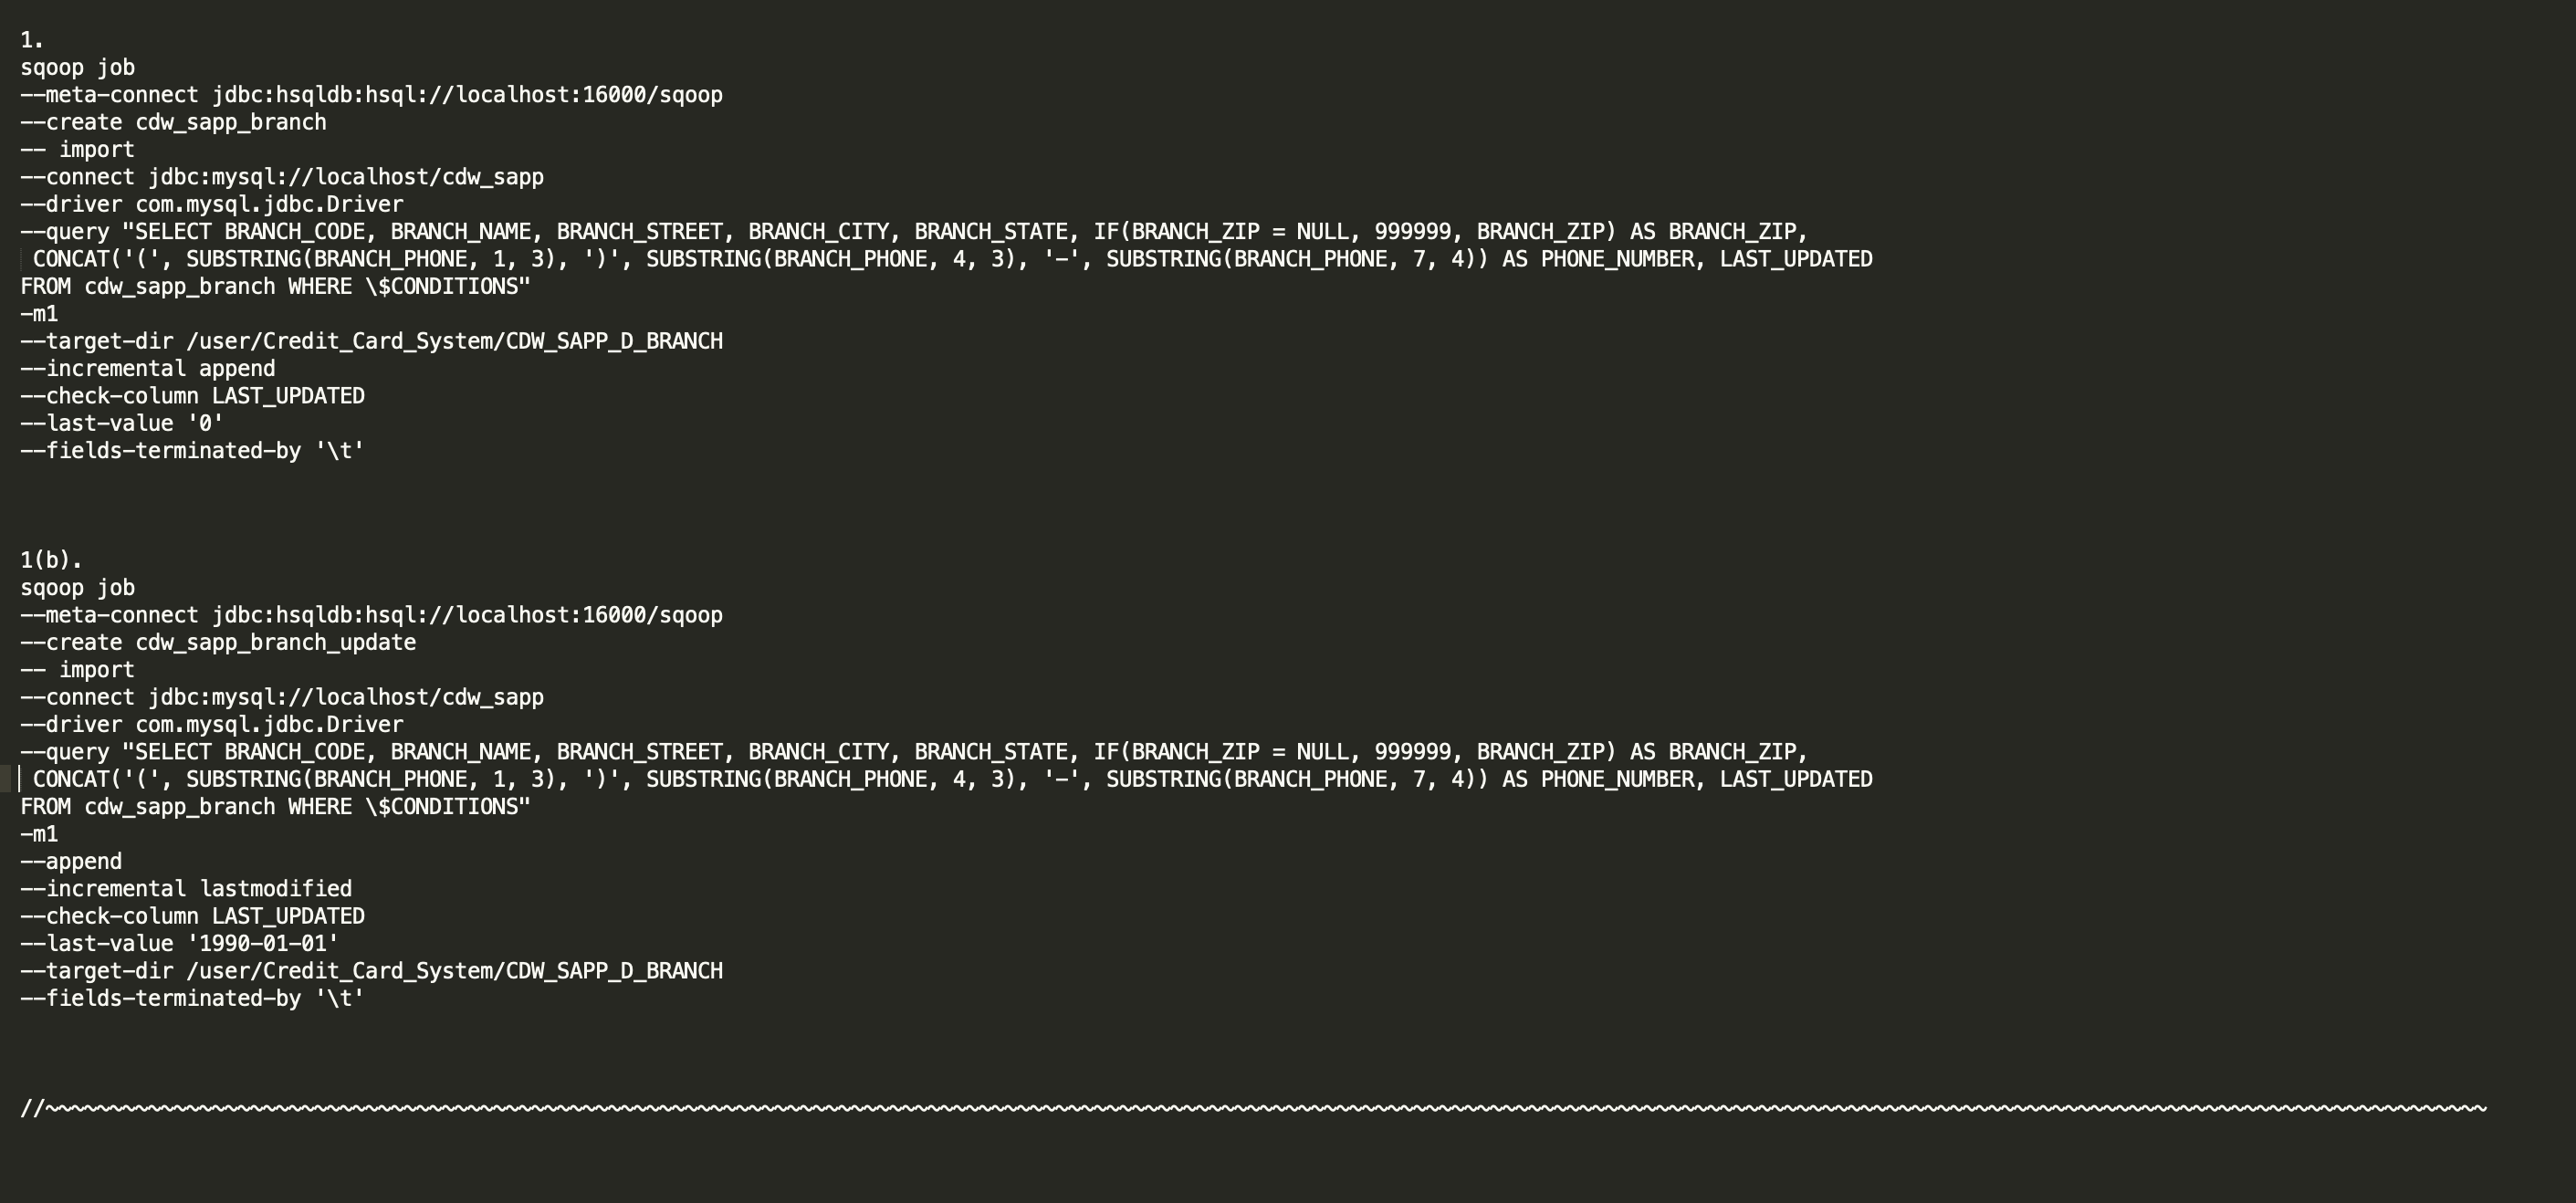 1.
sqoop job
--meta-connect jdbc:hsqldb:hsql://localhost:16000/sqoop
--create cdw_sapp_branch
-- import
--connect jdbc:mysql://localhost/cdw_sapp
--driver com.mysql.jdbc.Driver
--query "SELECT BRANCH_CODE, BRANCH_NAME, BRANCH_STREET, BRANCH_CITY, BRANCH_STATE, IF(BRANCH_ZIP = NULL, 999999, BRANCH_ZIP) AS BRANCH_ZIP,
CONCAT('(', SUBSTRING(BRANCH_PHONE, 1, 3), ')', SUBSTRING(BRANCH_PHONE, 4, 3), '-', SUBSTRING(BRANCH_PHONE, 7, 4)) AS PHONE_NUMBER, LAST_UPDATED
FROM cdw_sapp_branch WHERE \$CONDITIONS"
-m1
--target-dir /user/Credit_Card_System/CDW_SAPP_D_BRANCH
--incremental append
--check-column LAST_UPDATED
--last-value '0'
--fields-terminated-by '\t'
1(b).
sqoop job
--meta-connect jdbc:hsqldb:hsql://localhost:16000/sqoop
--create cdw_sapp_branch_update
-- import
--connect jdbc:mysql://localhost/cdw_sapp
--driver com.mysql.jdbc.Driver
--query "SELECT BRANCH_CODE, BRANCH_NAME, BRANCH_STREET, BRANCH_CITY, BRANCH_STATE, IF(BRANCH_ZIP = NULL, 999999, BRANCH_ZIP) AS BRANCH_ZIP,
CONCAT('(', SUBSTRING(BRANCH_PHONE, 1, 3), ')', SUBSTRING(BRANCH_PHONE, 4, 3), '-', SUBSTRING(BRANCH_PHONE, 7, 4)) AS PHONE_NUMBER, LAST_UPDATED
FROM cdw_sapp_branch WHERE \$CONDITIONS"
-m1
--append
--incremental lastmodified
--check-column LAST_UPDATED
--last-value '1990-01-01'
--target-dir /user/Credit_Card_System/CDW_SAPP_D_BRANCH
--fields-terminated-by '\t'
//~~~~~~~~~~~~~~~~~~~~~~~~~~~~~~~~~~~~~~~~~~~~~~~~~~~~~~~~~~~~~~~~~~~~~~~~~~~~~~~~~~~~~~~~~~~~~~~~~~~~~~~~~~~~~~~~~~~~~~~~~~~~~~~~~~~~~~~~~~~~~~~~~~~~~~~~~~~~~~~~~~~~~~~~~~~~~~~~~~~~~~~~~~~~~~~~~~~~~~~